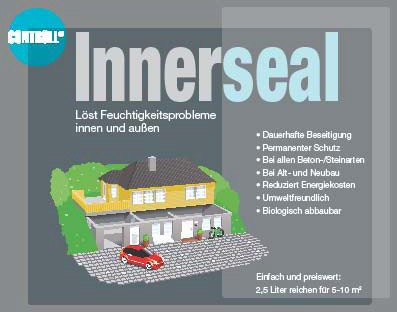 CONTROLL®
Innerseal
Löst Feuchtigkeitsprobleme
innen und außen
• Dauerhafte Beseitigung
• Permanenter Schutz
• Bei allen Beton-/Steinarten
• Bei Alt- und Neubau
• Reduziert Energiekosten
• Umweltfreundlich
• Biologisch abbaubar
Einfach und preiswert:
2,5 Liter reichen für 5-10 m²